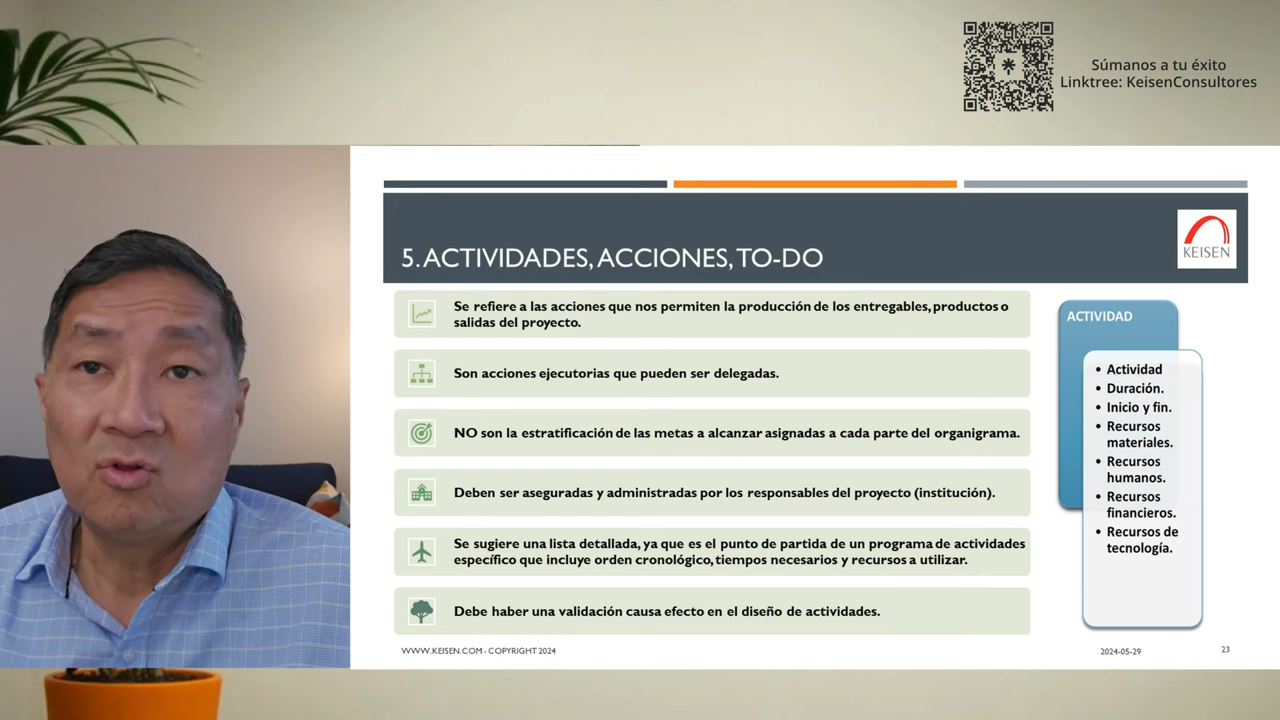 Súmanos a tu éxito
Linktree: KeisenConsultores
5. ACTIVIDADES, ACCIONES, TO-DO
KEISEN
Se refiere a las acciones que nos permiten la producción de los entregables, productos o
salidas del proyecto.
Son acciones ejecutorias que pueden ser delegadas.
NO son la estratificación de las metas a alcanzar asignadas a cada parte del organigrama.
Deben ser aseguradas y administradas por los responsables del proyecto (institución).
Se sugiere una lista detallada, ya que es el punto de partida de un programa de actividades
específico que incluye orden cronológico, tiempos necesarios y recursos a utilizar.
Debe haber una validación causa efecto en el diseño de actividades.
ACTIVIDAD
• Actividad
• Duración.
• Inicio y fin.
• Recursos
materiales.
• Recursos
humanos.
• Recursos
financieros.
• Recursos de
tecnología.
WWW.KEISEN.COM - COPYRIGHT 2024
2024-05-29
23